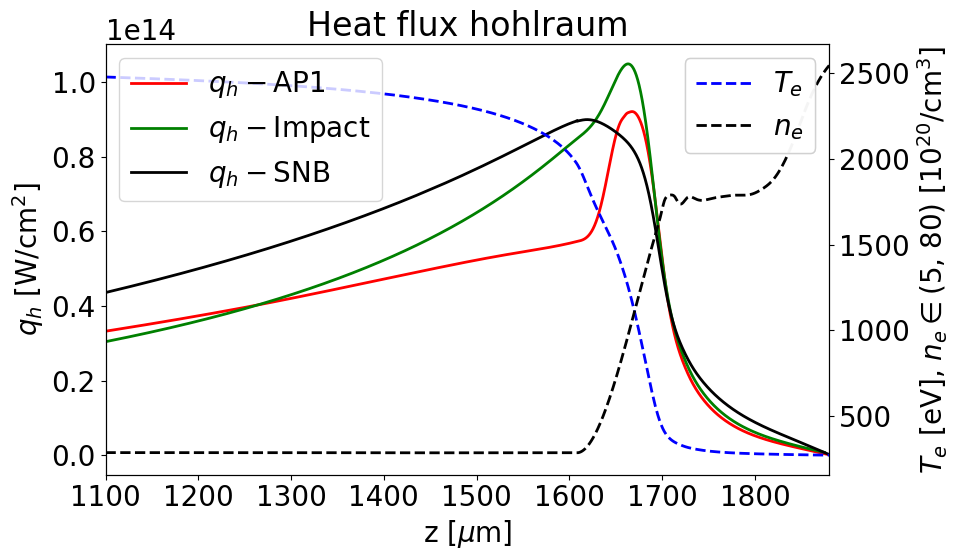 Heat flux hohlraum
1e14
q_h − AP1
q_h − Impact
q_h − SNB
T_e
n_e
1.0
0.8
0.6
0.4
0.2
0.0
q_h [W/cm²]
2500
2000
1500
1000
500
T_e [eV], n_e ∈ (5, 80) [10²⁰/cm³]
1100 1200 1300 1400 1500 1600 1700 1800
z [μm]